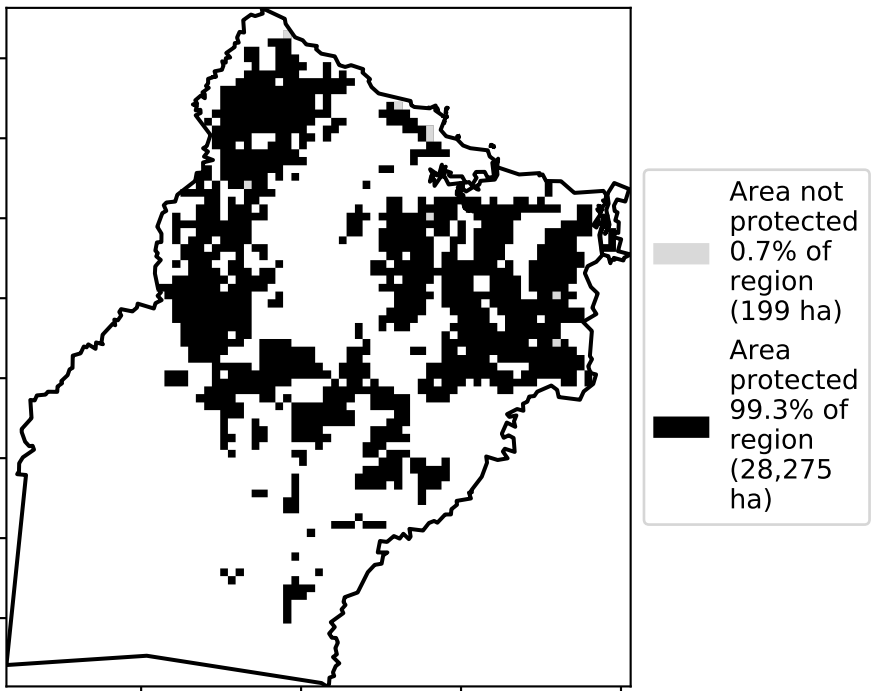 Area not
protected
0.7% of
region
(199 ha)
Area
protected
99.3% of
region
(28,275
ha)